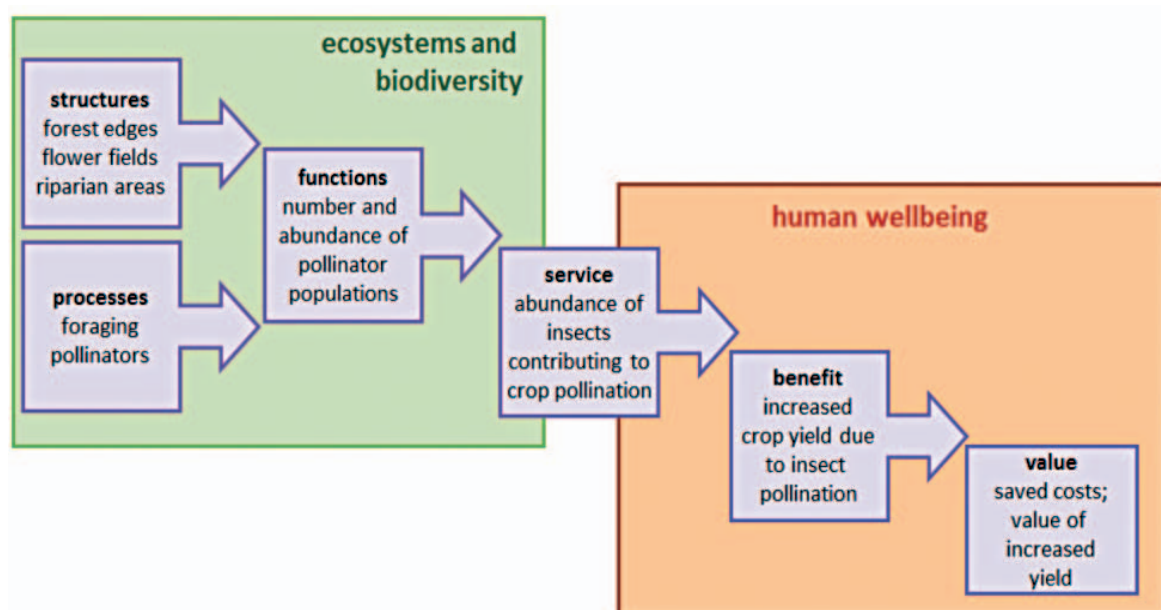 ecosystems and
biodiversity
structures
forest edges
flower fields
riparian areas
processes
foraging
pollinators
functions
number and
abundance of
pollinator
populations
human wellbeing
service
abundance of
insects
contributing to
crop pollination
benefit
increased
crop yield due
to insect
pollination
value
saved costs;
value of
increased
yield